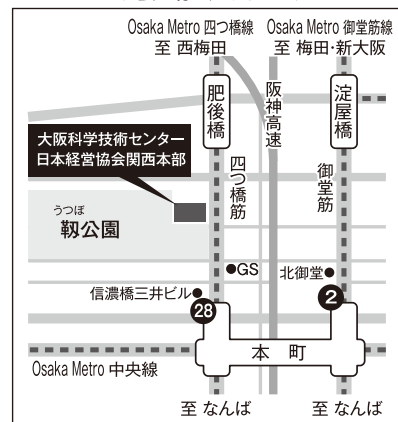 Osaka Metro 四つ橋線
至 西梅田
Osaka Metro 御堂筋線
至 梅田・新大阪
肥後橋
阪神高速
淀屋橋
大阪科学技術センター
日本経営協会関西本部
四つ橋筋
御堂筋
うつぼ
靱公園
GS
北御堂
信濃橋三井ビル
28
2
本町
Osaka Metro 中央線
至 なんば
至 なんば